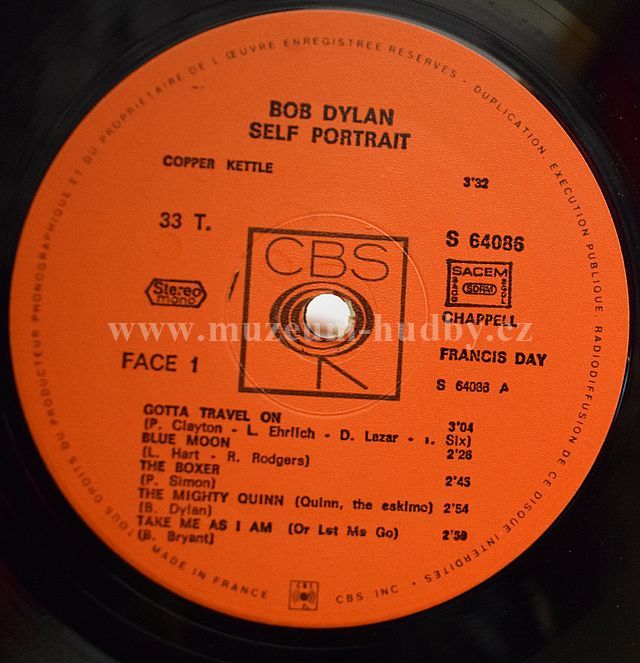 TOUS DROITS DU PRODUCTEUR PHONOGRAPHIQUE ET DU PROPRIETAIRE DE L'ŒUVRE ENREGISTREE RESERVES - DUPLICATION, EXECUTION PUBLIQUE, RADIODIFFUSION DE CE DISQUE INTERDITES •
BOB DYLAN
SELF PORTRAIT
COPPER KETTLE 3'32
33 T.
S 64086
CBS
Stereo
mono
SACEM
SDRM
CHAPPELL
www.muzeum-hudby.cz
FACE 1
FRANCIS DAY
S 64086 A
GOTTA TRAVEL ON 3'04
(P. Clayton - L. Ehrlich - D. Lazar - T. Six)
BLUE MOON 2'26
(L. Hart - R. Rodgers)
THE BOXER 2'45
(P. Simon)
THE MIGHTY QUINN (Quinn, the eskimo) 2'54
(B. Dylan)
TAKE ME AS I AM (Or Let Me Go) 2'59
(B. Bryant)
MADE IN FRANCE
CBS
CBS INC.